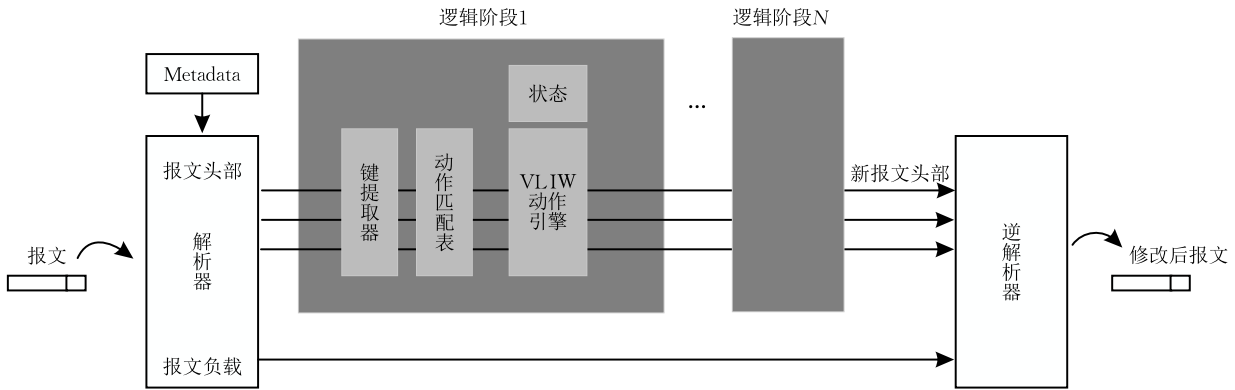 逻辑阶段1
逻辑阶段N
Metadata
状态
...
报文头部
键提取器
动作匹配表
VLIW
动作
引擎
新报文头部
解析器
报文
逆解析器
修改后报文
报文负载